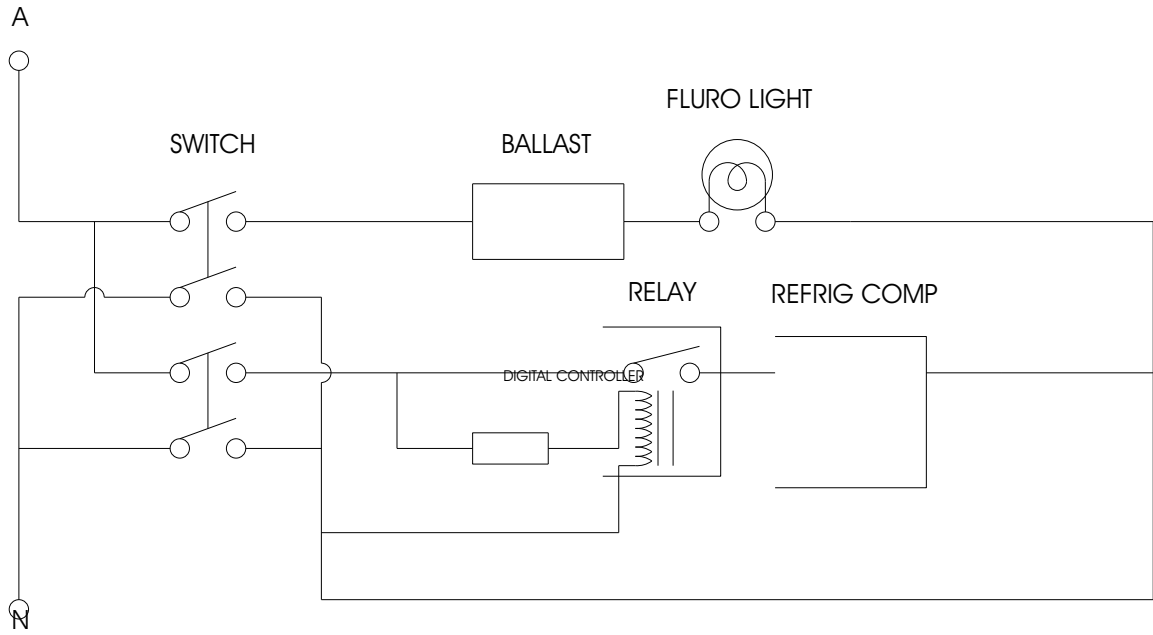 A
FLURO LIGHT
SWITCH
BALLAST
RELAY
REFRIG COMP
DIGITAL CONTROLLER
N